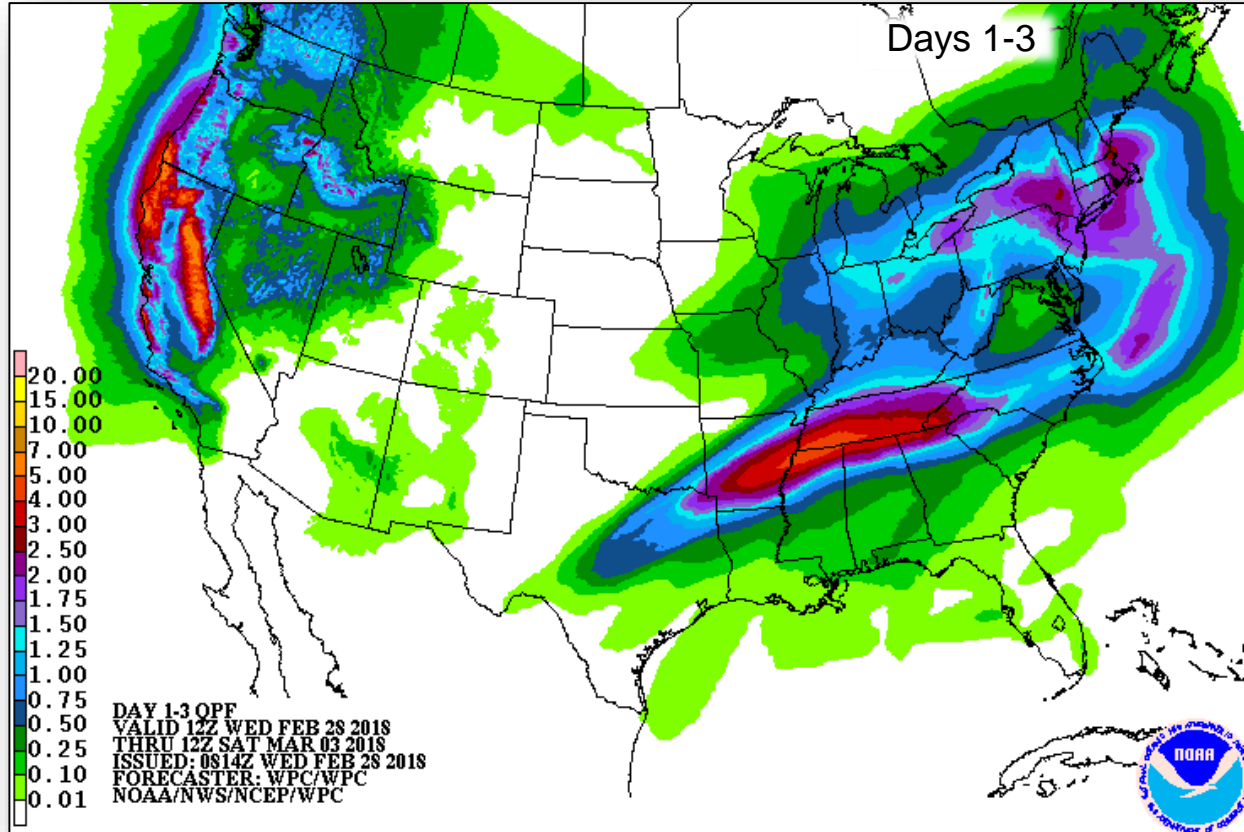 Days 1-3
20.00
15.00
10.00
7.00
5.00
4.00
3.00
2.50
2.00
1.75
1.50
1.25
1.00
0.75
0.50
0.25
0.10
0.01
DAY 1-3 QPF
VALID 12Z WED FEB 28 2018
THRU 12Z SAT MAR 03 2018
ISSUED: 0814Z WED FEB 28 2018
FORECASTER: WPC/WPC
NOAA/NWS/NCEP/WPC
NOAA